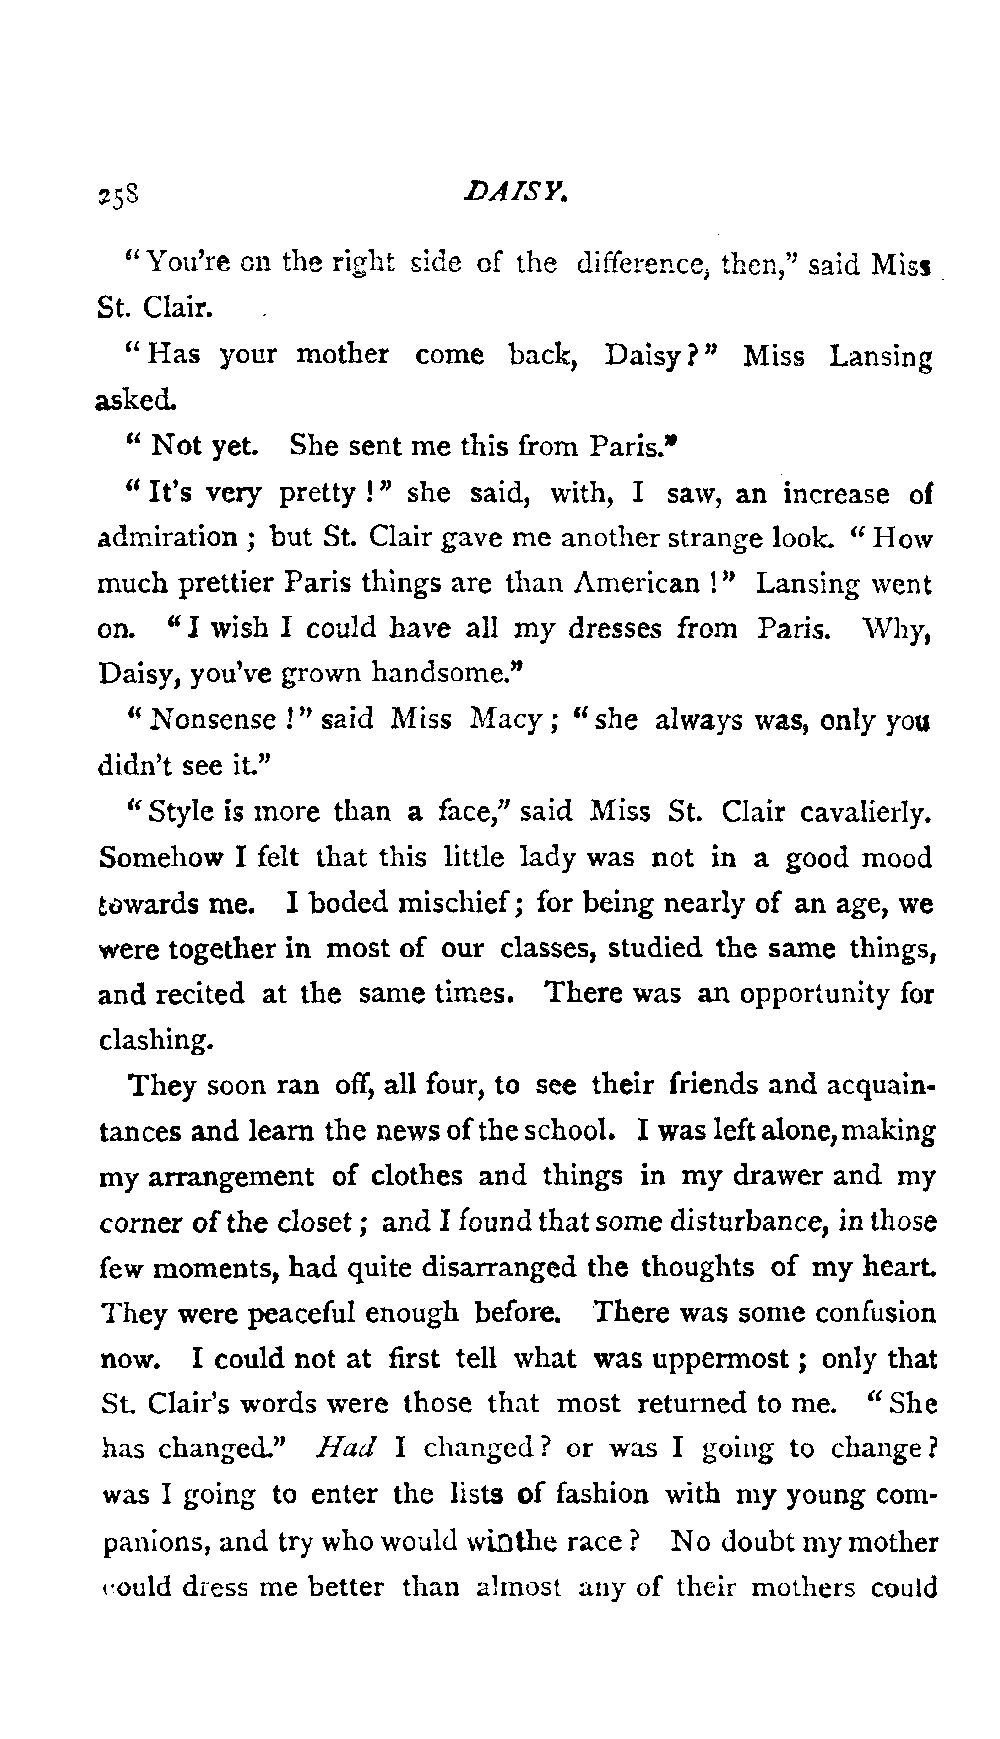 258 DAISY.
"You're on the right side of the difference, then," said Miss
St. Clair.
"Has your mother come back, Daisy?" Miss Lansing
asked.
"Not yet. She sent me this from Paris."
"It's very pretty!" she said, with, I saw, an increase of
admiration; but St. Clair gave me another strange look. "How
much prettier Paris things are than American!" Lansing went
on. "I wish I could have all my dresses from Paris. Why,
Daisy, you've grown handsome."
"Nonsense!" said Miss Macy; "she always was, only you
didn't see it."
"Style is more than a face," said Miss St. Clair cavalierly.
Somehow I felt that this little lady was not in a good mood
towards me. I boded mischief; for being nearly of an age, we
were together in most of our classes, studied the same things,
and recited at the same times. There was an opportunity for
clashing.
They soon ran off, all four, to see their friends and acquain-
tances and learn the news of the school. I was left alone, making
my arrangement of clothes and things in my drawer and my
corner of the closet; and I found that some disturbance, in those
few moments, had quite disarranged the thoughts of my heart.
They were peaceful enough before. There was some confusion
now. I could not at first tell what was uppermost; only that
St. Clair's words were those that most returned to me. "She
has changed." Had I changed? or was I going to change?
was I going to enter the lists of fashion with my young com-
panions, and try who would win the race? No doubt my mother
could dress me better than almost any of their mothers could